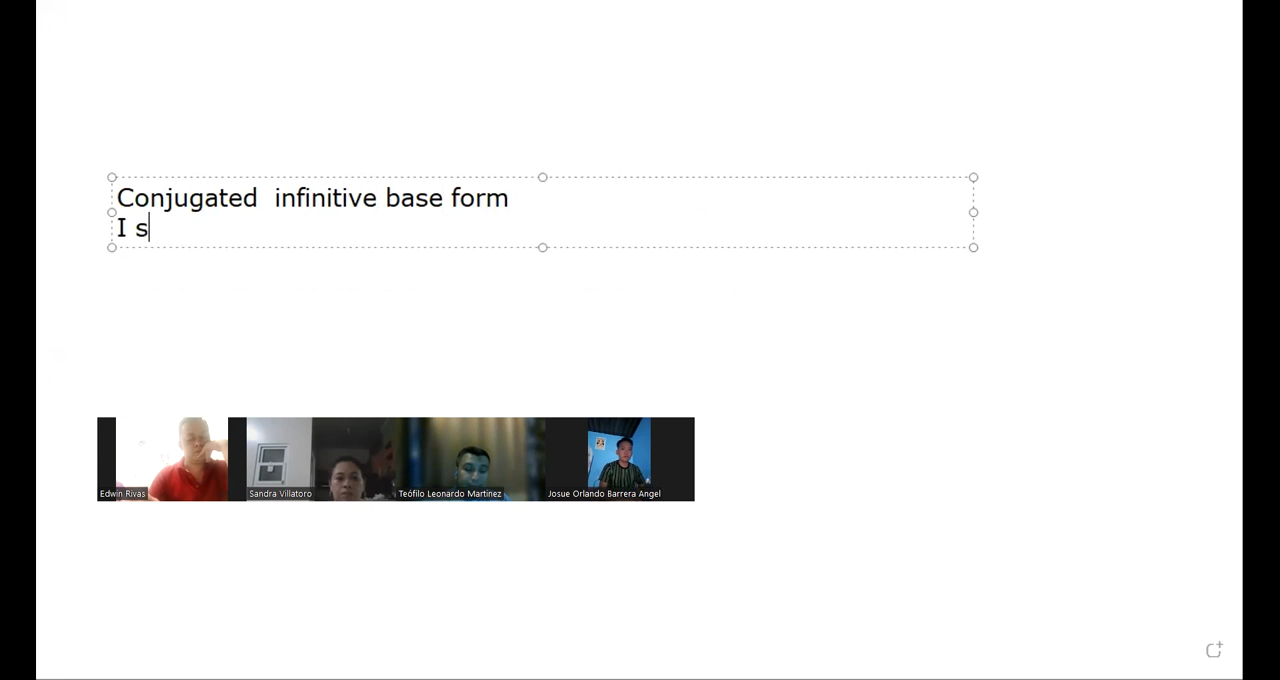 Conjugated  infinitive base form
I s
Edwin Rivas
Sandra Villatoro
Teófilo Leonardo Martinez
Josue Orlando Barrera Angel